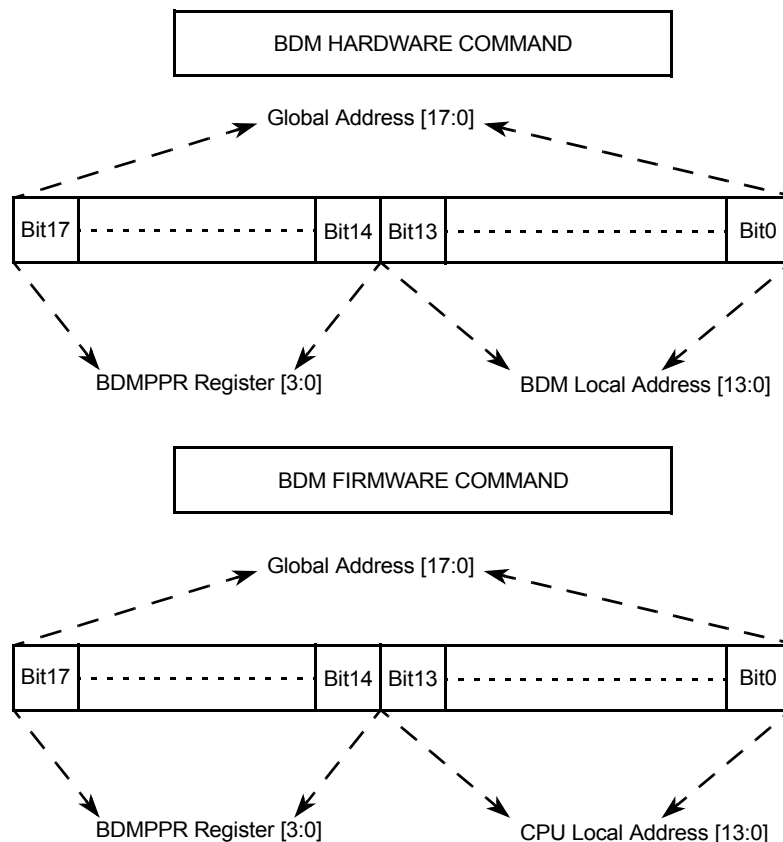 BDM HARDWARE COMMAND
Global Address [17:0]
Bit17 Bit14 Bit13 Bit0
BDMPPR Register [3:0] BDM Local Address [13:0]
BDM FIRMWARE COMMAND
Global Address [17:0]
Bit17 Bit14 Bit13 Bit0
BDMPPR Register [3:0] CPU Local Address [13:0]